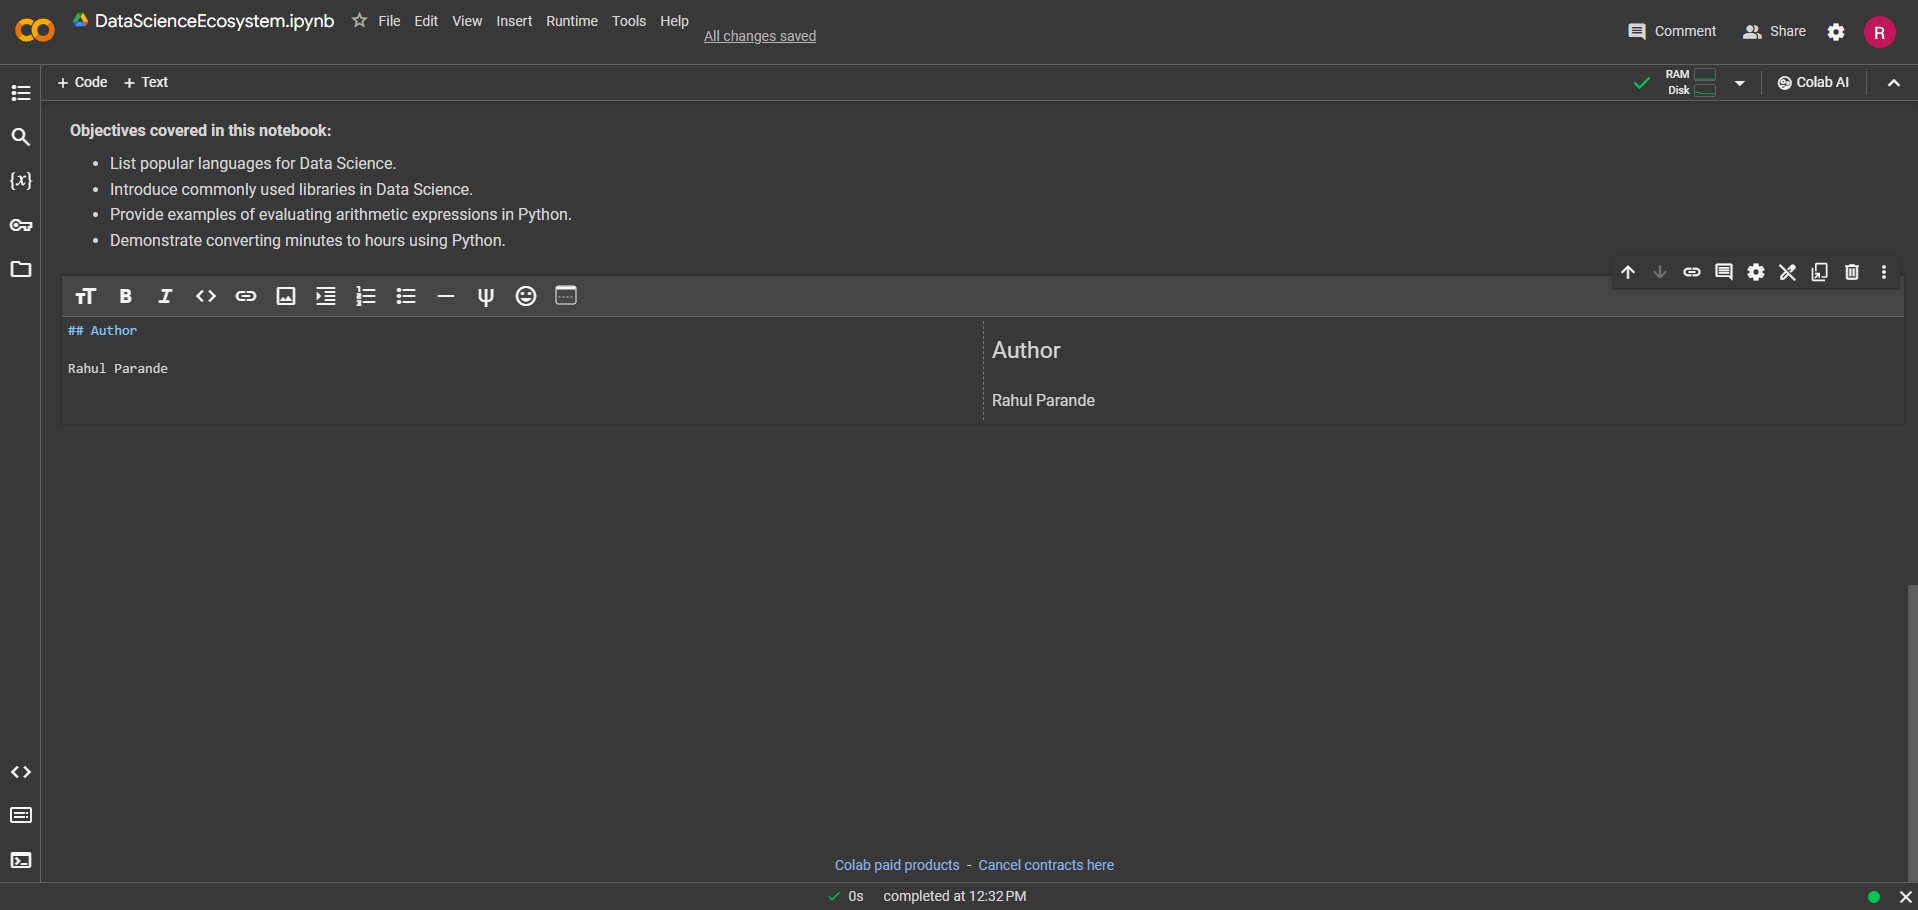 DataScienceEcosystem.ipynb
File Edit View Insert Runtime Tools Help
All changes saved
Comment
Share
R
+ Code + Text
RAM
Disk
Colab AI
Objectives covered in this notebook:
• List popular languages for Data Science.
• Introduce commonly used libraries in Data Science.
• Provide examples of evaluating arithmetic expressions in Python.
• Demonstrate converting minutes to hours using Python.
## Author
Rahul Parande
Author
Rahul Parande
Colab paid products - Cancel contracts here
0s completed at 12:32 PM